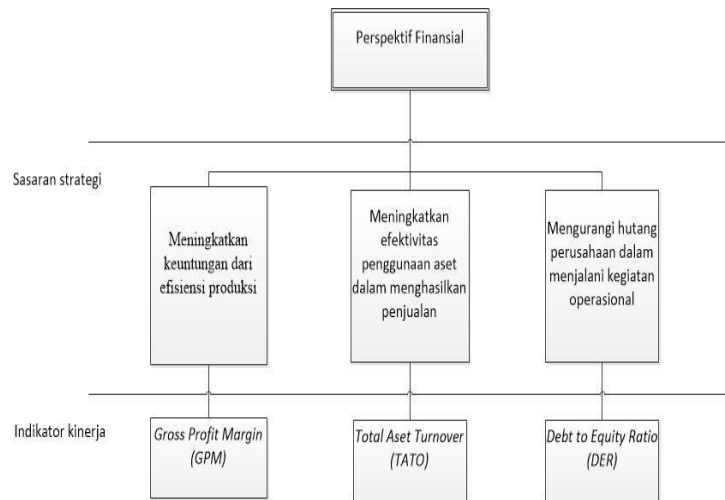 Perspektif Finansial
Sasaran strategi
Meningkatkan
keuntungan dari
efisiensi produksi
Meningkatkan
efektivitas
penggunaan aset
dalam menghasilkan
penjualan
Mengurangi hutang
perusahaan dalam
menjalani kegiatan
operasional
Indikator kinerja
Gross Profit Margin
(GPM)
Total Aset Turnover
(TATO)
Debt to Equity Ratio
(DER)